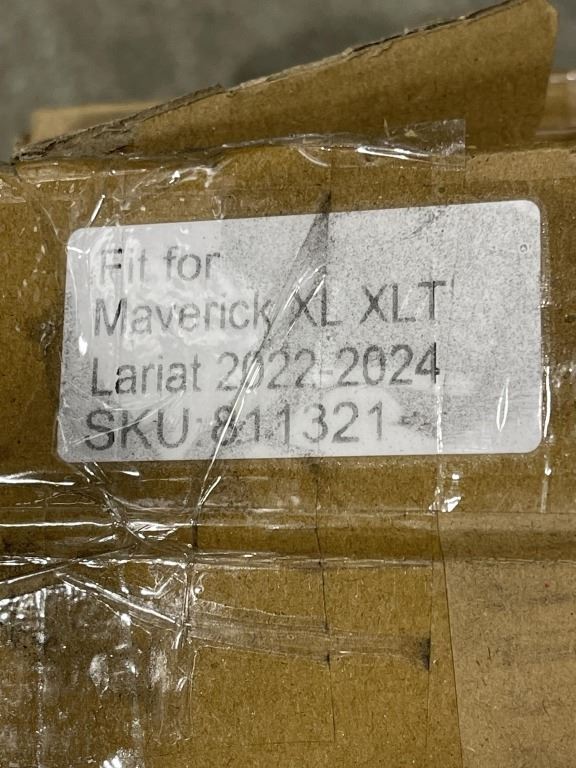 Fit for
Maverick XL XLT
Lariat 2022-2024
SKU:811321-